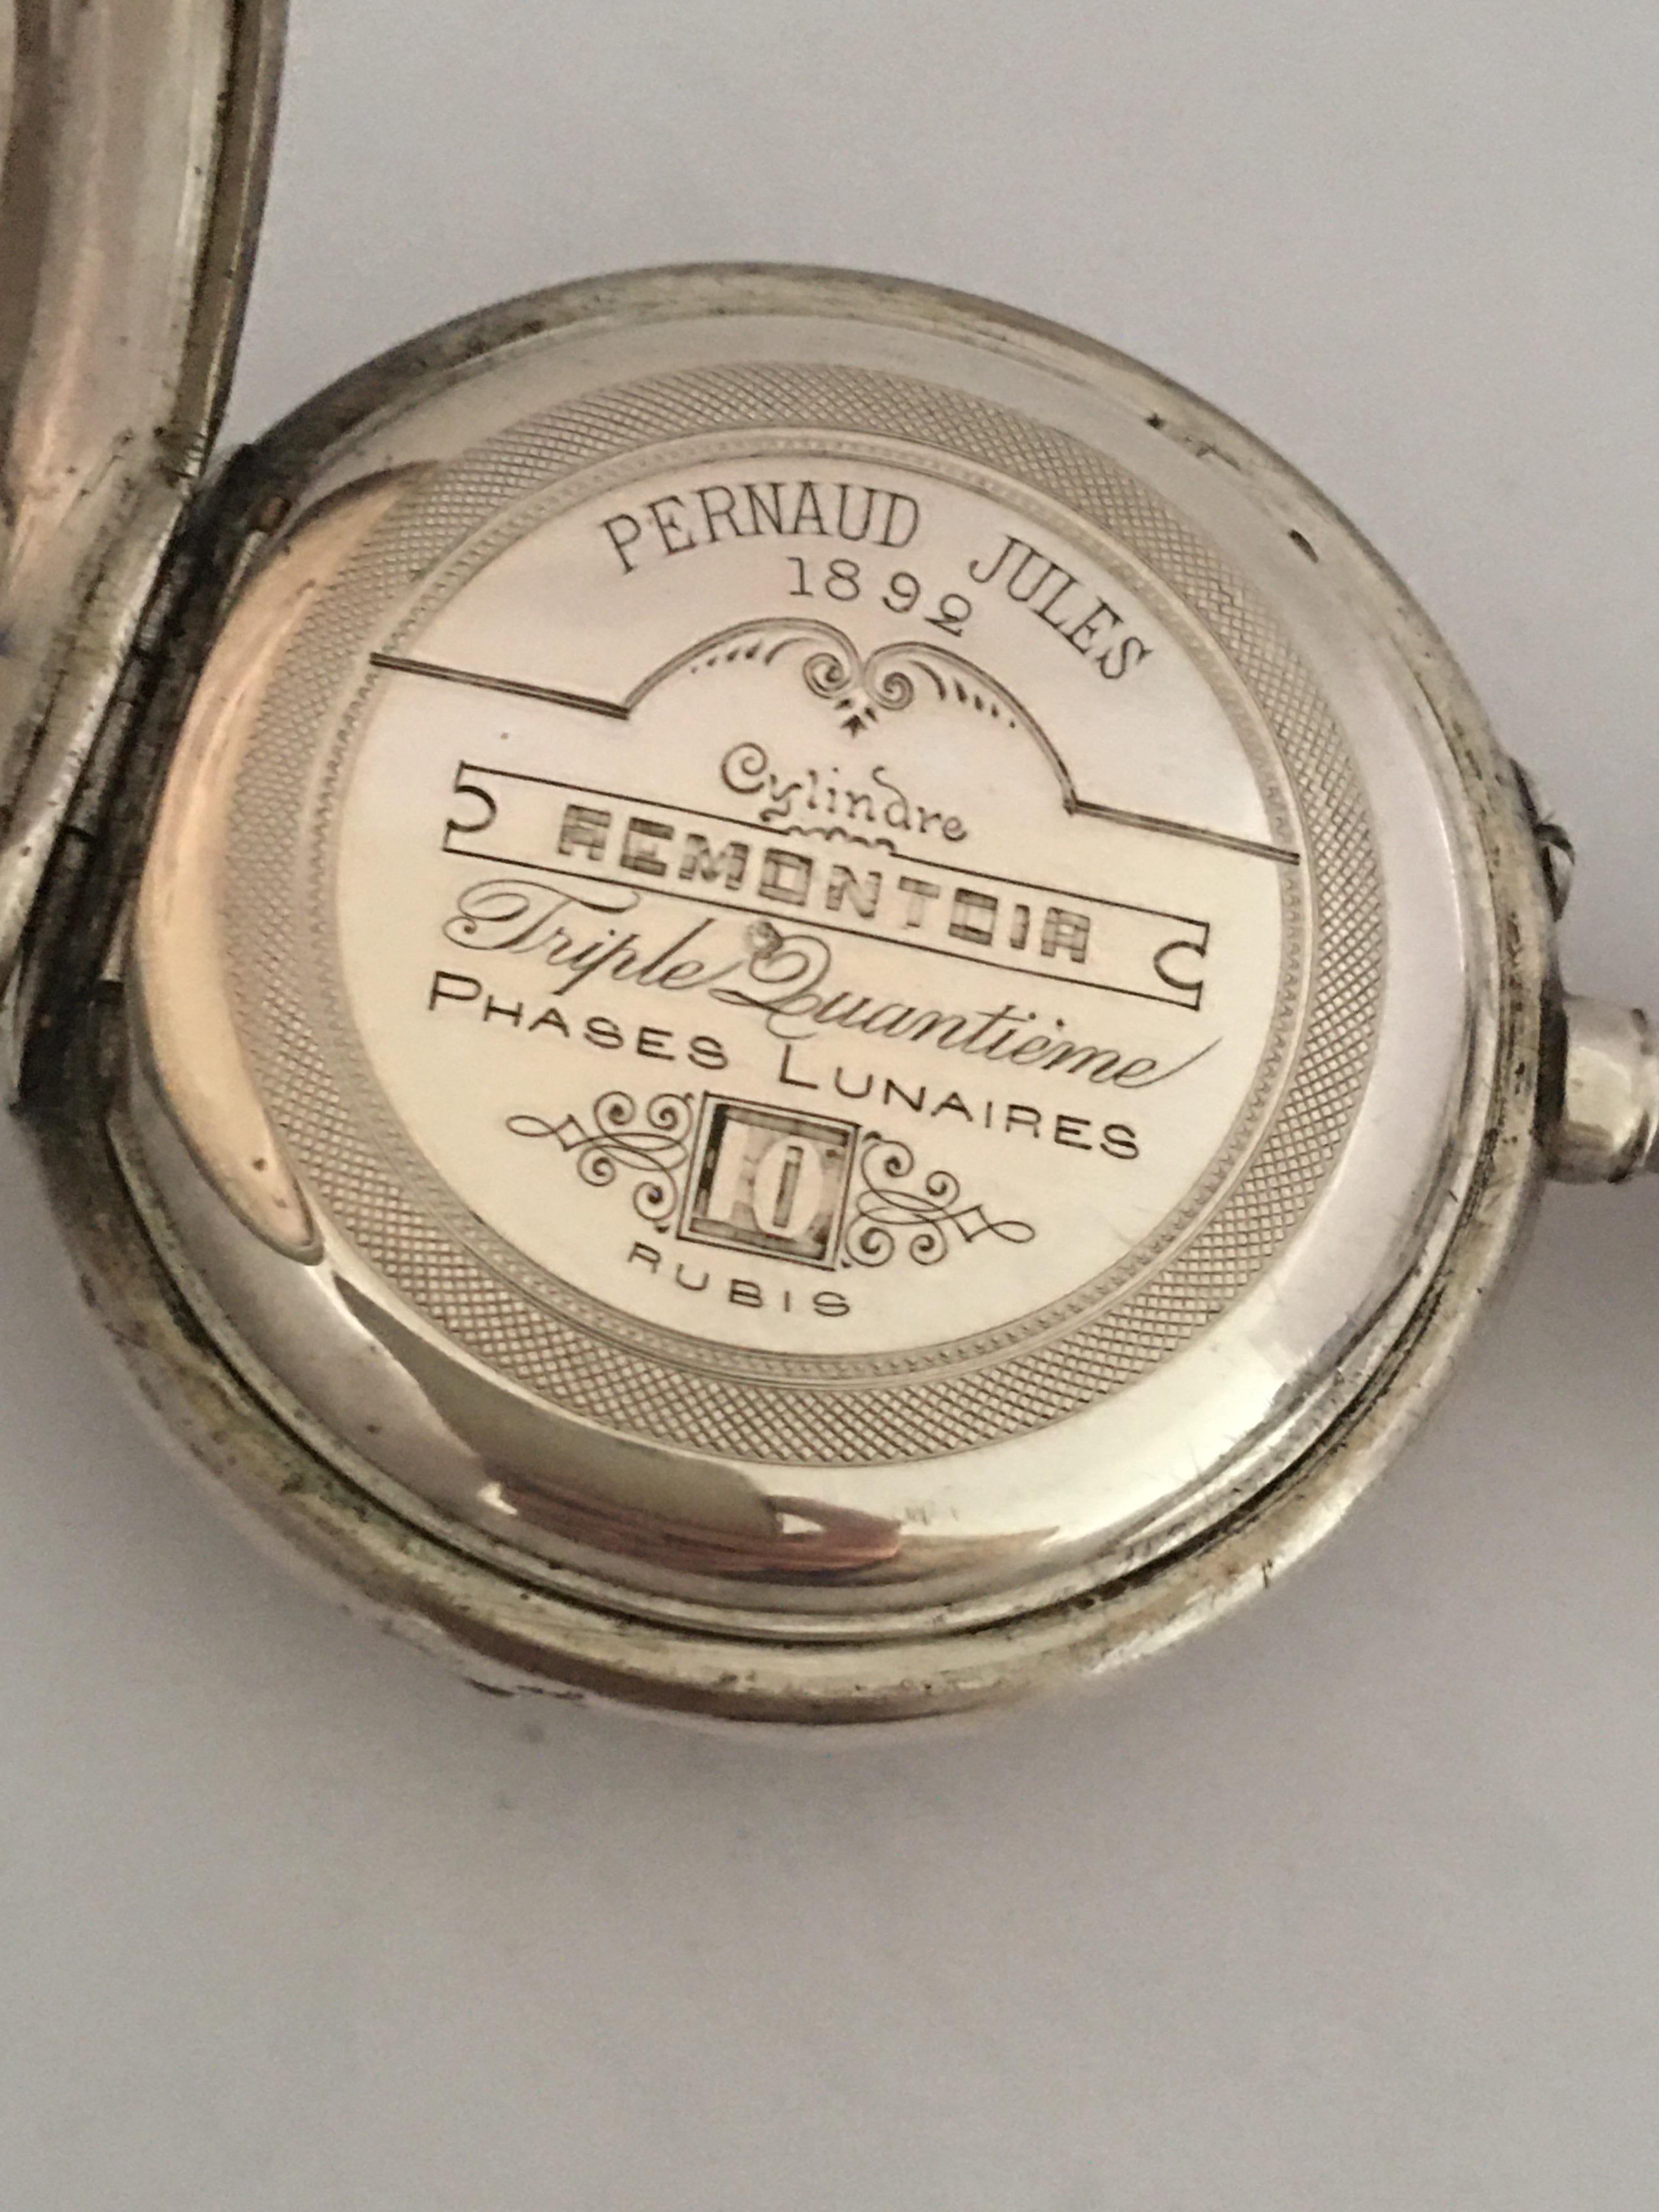 PERNAUD JULES
1892
Cylindre
REMONTOIR
Triple Quantième
PHASES LUNAIRES
10
RUBIS